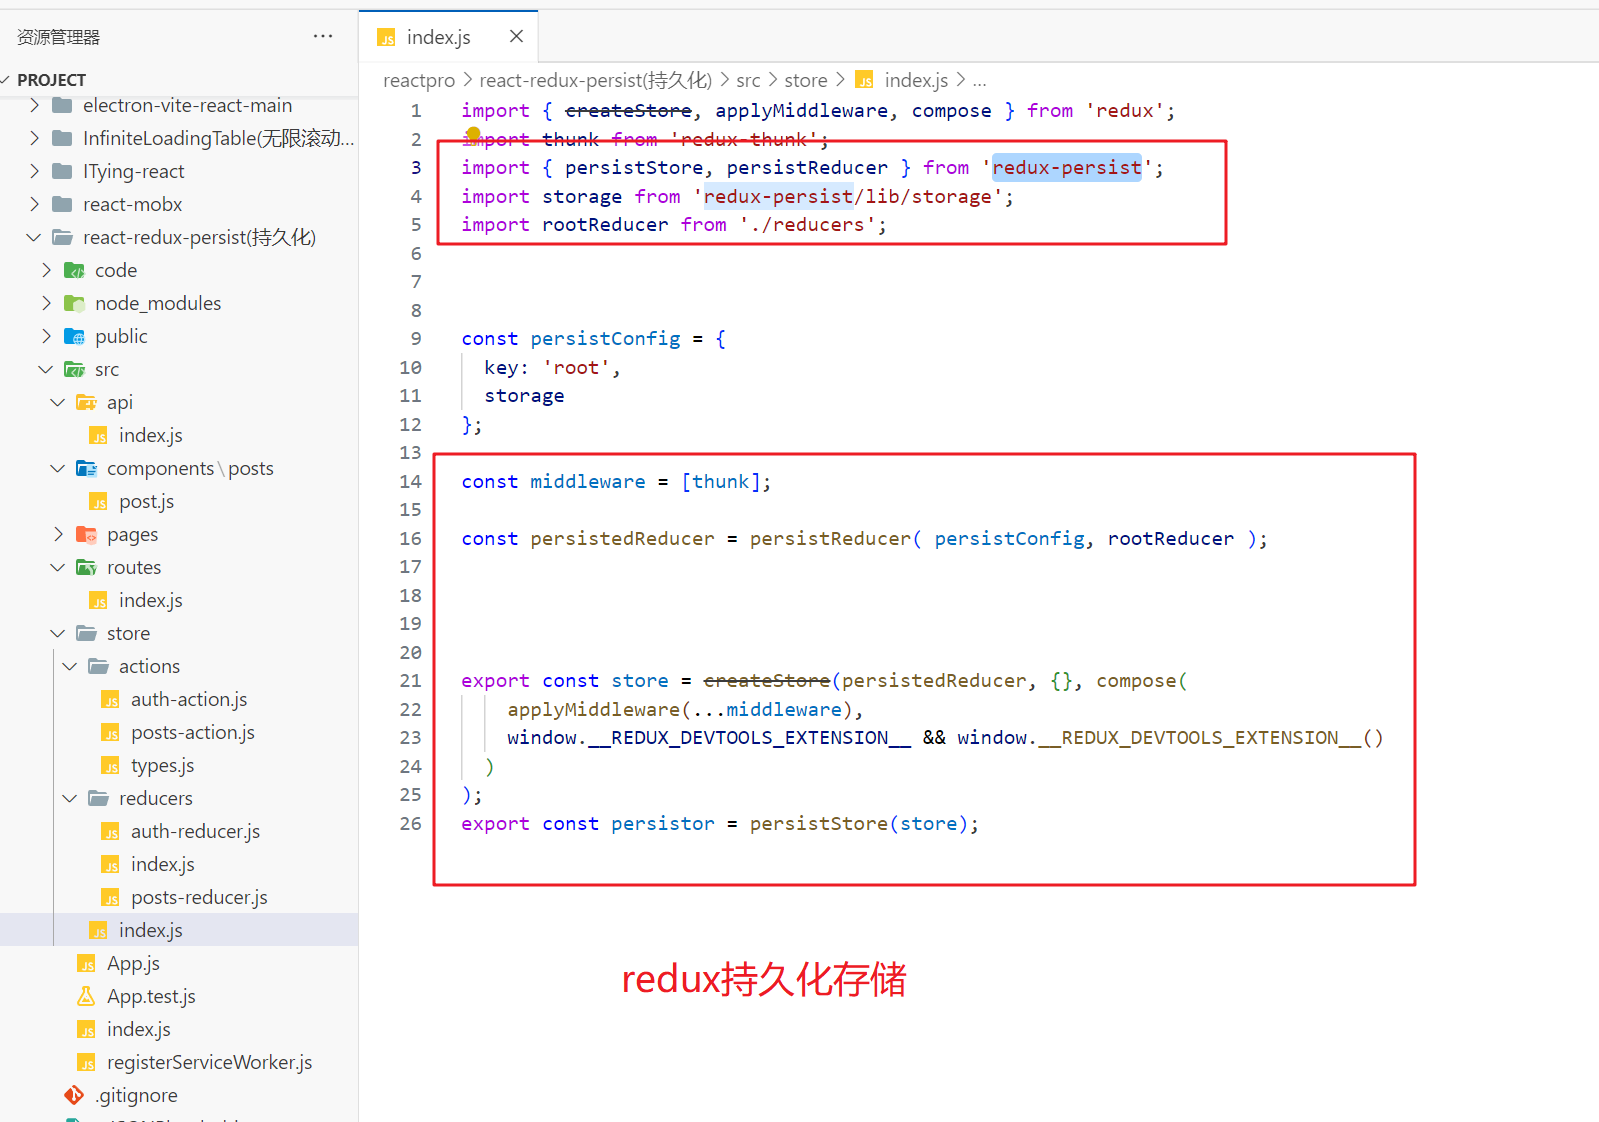 资源管理器
PROJECT
electron-vite-react-main
InfiniteLoadingTable(无限滚动...
ITying-react
react-mobx
react-redux-persist(持久化)
code
node_modules
public
src
api
index.js
components\posts
post.js
pages
routes
index.js
store
actions
auth-action.js
posts-action.js
types.js
reducers
auth-reducer.js
index.js
posts-reducer.js
index.js
App.js
App.test.js
index.js
registerServiceWorker.js
.gitignore
index.js
reactpro > react-redux-persist(持久化) > src > store > index.js > ...
1 import { createStore, applyMiddleware, compose } from 'redux';
2 import thunk from 'redux-thunk';
3 import { persistStore, persistReducer } from 'redux-persist';
4 import storage from 'redux-persist/lib/storage';
5 import rootReducer from './reducers';
6
7
8
9 const persistConfig = {
10 key: 'root',
11 storage
12 };
13
14 const middleware = [thunk];
15
16 const persistedReducer = persistReducer( persistConfig, rootReducer );
17
18
19
20
21 export const store = createStore(persistedReducer, {}, compose(
22 applyMiddleware(...middleware),
23 window.__REDUX_DEVTOOLS_EXTENSION__ && window.__REDUX_DEVTOOLS_EXTENSION__()
24 )
25 );
26 export const persistor = persistStore(store);
redux持久化存储